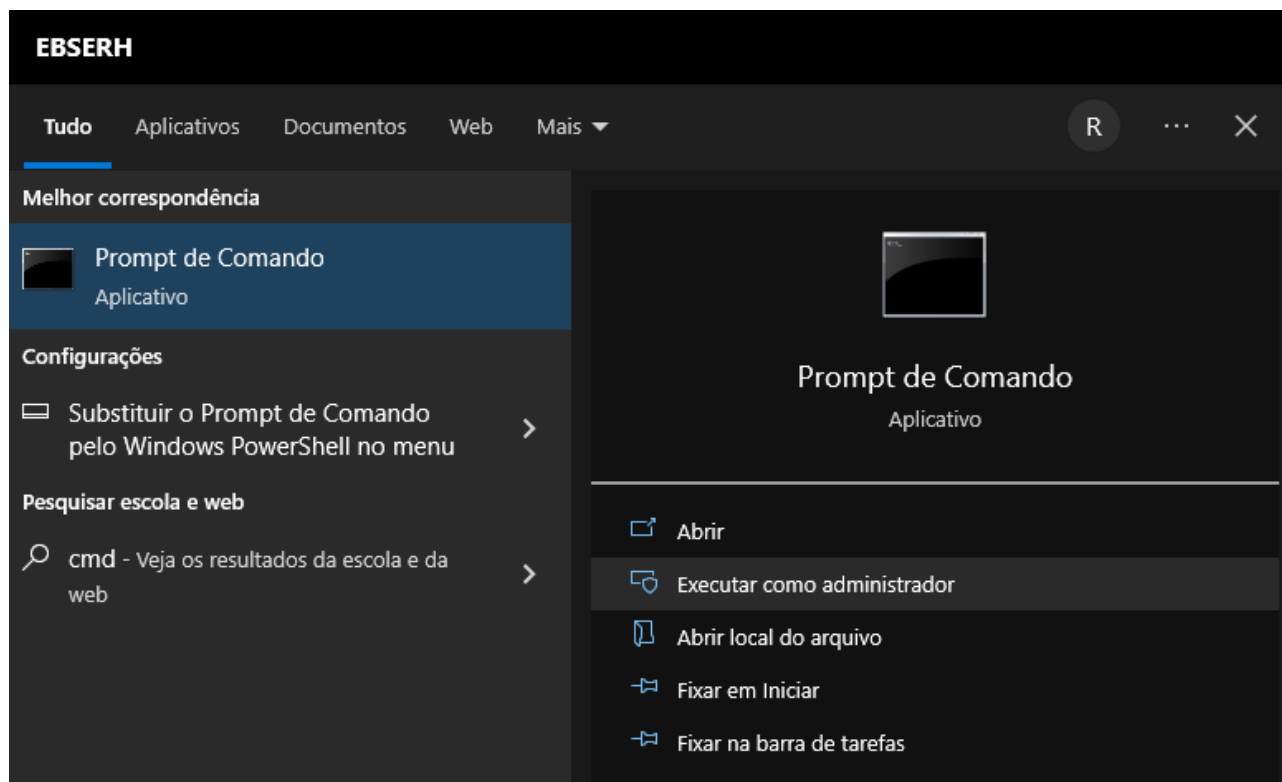 EBSERH
Tudo Aplicativos Documentos Web Mais R ...
Melhor correspondência
Prompt de Comando
Aplicativo
Configurações
Substituir o Prompt de Comando
pelo Windows PowerShell no menu
Pesquisar escola e web
cmd - Veja os resultados da escola e da
web
Prompt de Comando
Aplicativo
Abrir
Executar como administrador
Abrir local do arquivo
Fixar em Iniciar
Fixar na barra de tarefas